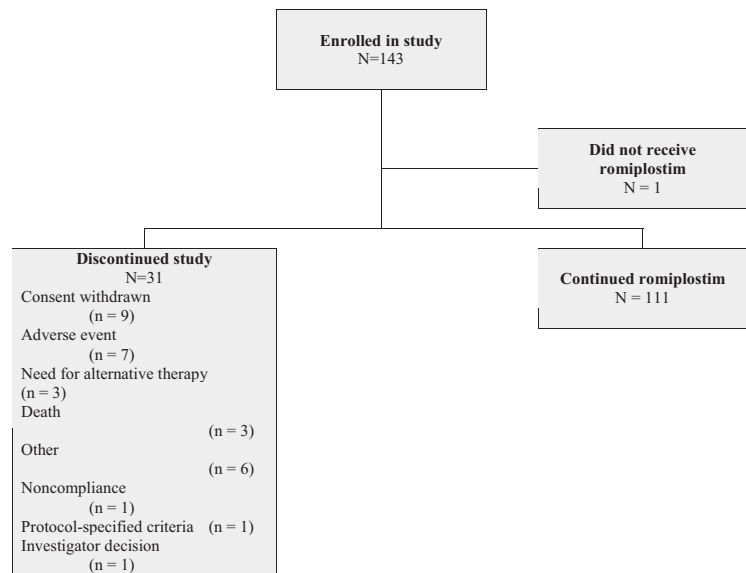 Enrolled in study
N=143
Did not receive
romiplostim
N = 1
Discontinued study
N=31
Consent withdrawn
(n = 9)
Adverse event
(n = 7)
Need for alternative therapy
(n = 3)
Death
(n = 3)
Other
(n = 6)
Noncompliance
(n = 1)
Protocol-specified criteria (n = 1)
Investigator decision
(n = 1)
Continued romiplostim
N = 111